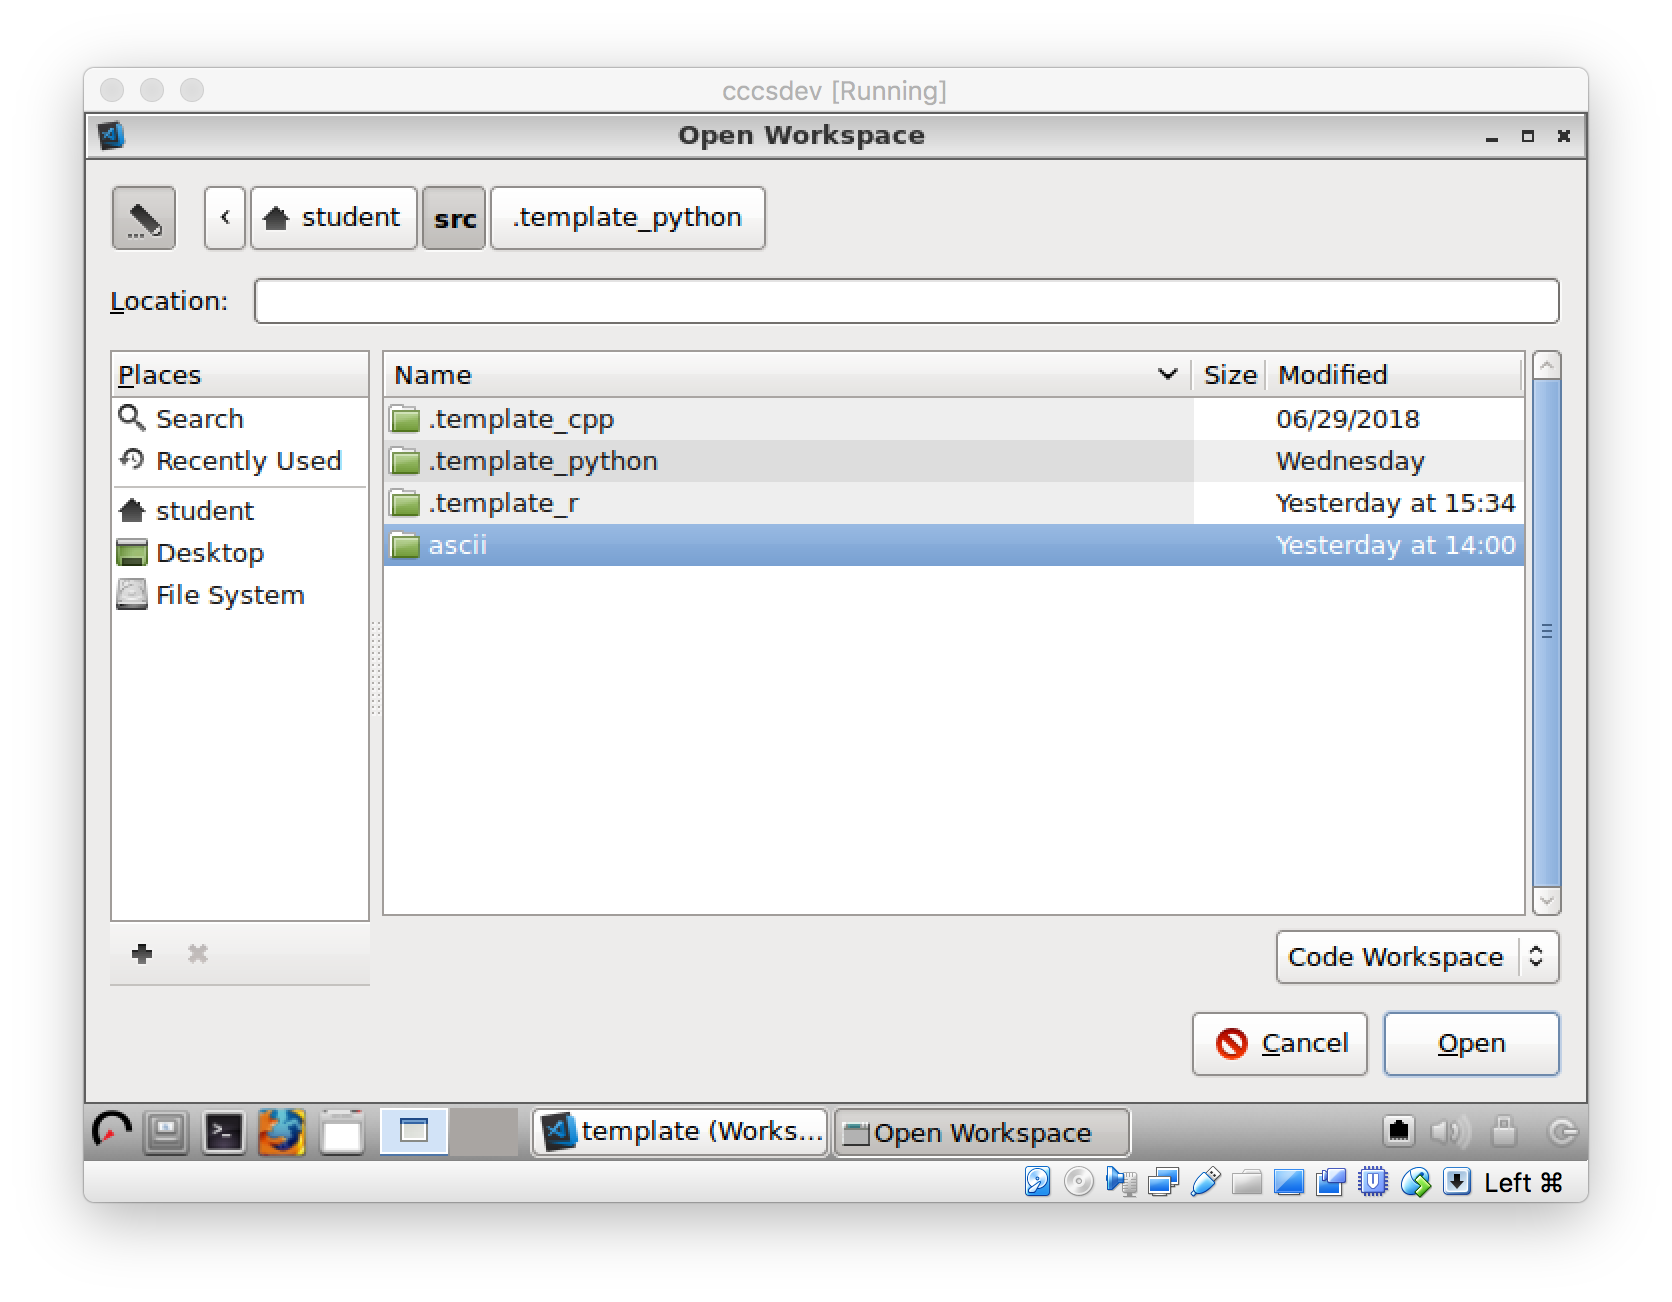 cccsdev [Running]
Open Workspace
student
src
.template_python
Location:
Places
Search
Recently Used
student
Desktop
File System
Name Size Modified
.template_cpp 06/29/2018
.template_python Wednesday
.template_r Yesterday at 15:34
ascii Yesterday at 14:00
Code Workspace
Cancel
Open
template (Works...
Open Workspace
Left ⌘